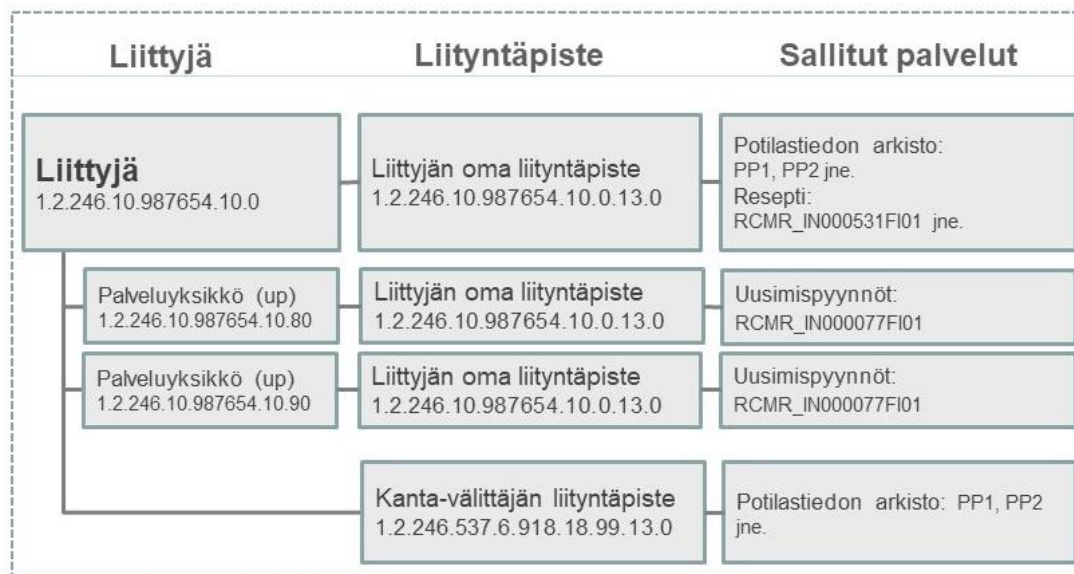 Liittyjä
Liityntäpiste
Sallitut palvelut
Liittyjä
1.2.246.10.987654.10.0
Liittyjän oma liityntäpiste
1.2.246.10.987654.10.0.13.0
Potilastiedon arkisto:
PP1, PP2 jne.
Resepti:
RCMR_IN000531FI01 jne.
Palveluyksikkö (up)
1.2.246.10.987654.10.80
Liittyjän oma liityntäpiste
1.2.246.10.987654.10.0.13.0
Uusimispyynnöt:
RCMR_IN000077FI01
Palveluyksikkö (up)
1.2.246.10.987654.10.90
Liittyjän oma liityntäpiste
1.2.246.10.987654.10.0.13.0
Uusimispyynnöt:
RCMR_IN000077FI01
Kanta-välittäjän liityntäpiste
1.2.246.537.6.918.18.99.13.0
Potilastiedon arkisto: PP1, PP2
jne.